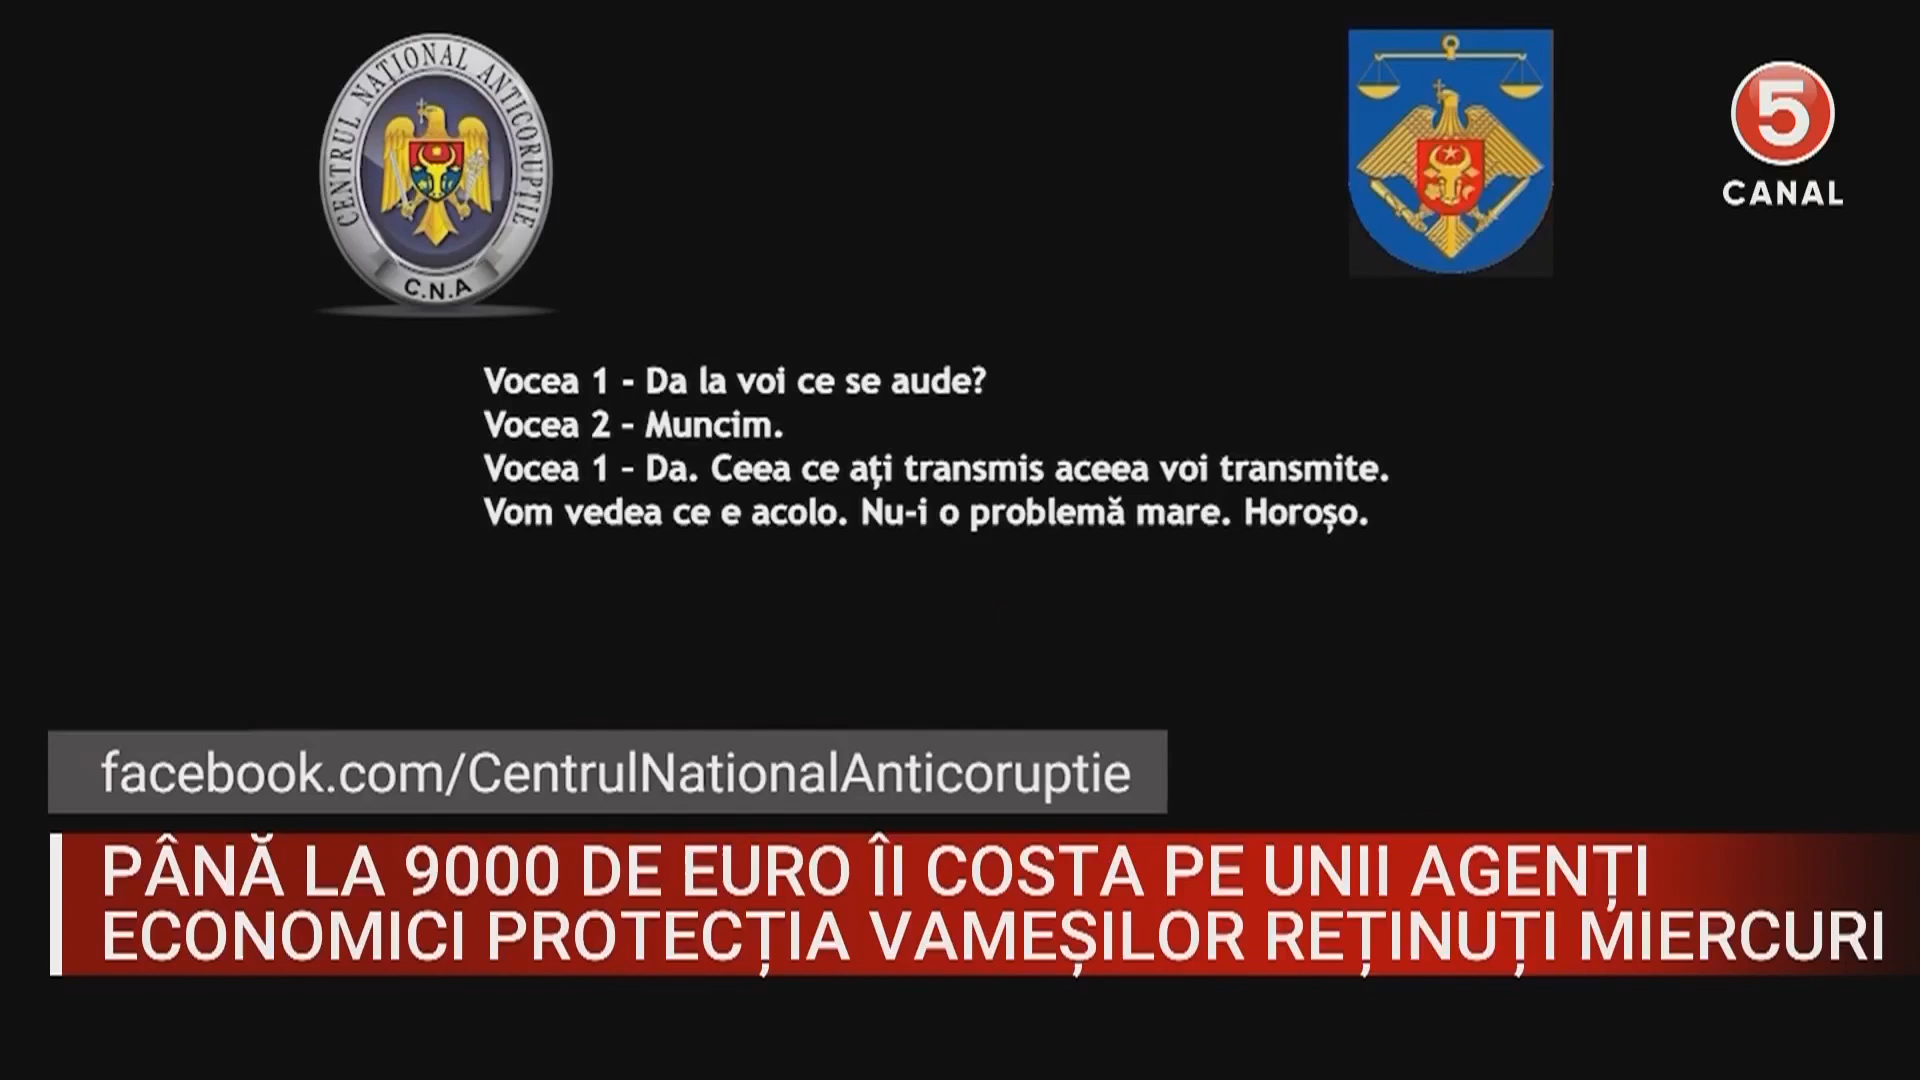 CENTRUL NAȚIONAL ANTICORUPȚIE
C.N.A
5
CANAL
Vocea 1 - Da la voi ce se aude?
Vocea 2 - Muncim.
Vocea 1 - Da. Ceea ce ați transmis aceea voi transmite.
Vom vedea ce e acolo. Nu-i o problemă mare. Horoșo.
facebook.com/CentrulNationalAnticoruptie
PÂNĂ LA 9000 DE EURO ÎI COSTA PE UNII AGENȚI
ECONOMICI PROTECȚIA VAMEȘILOR REȚINUȚI MIERCURI